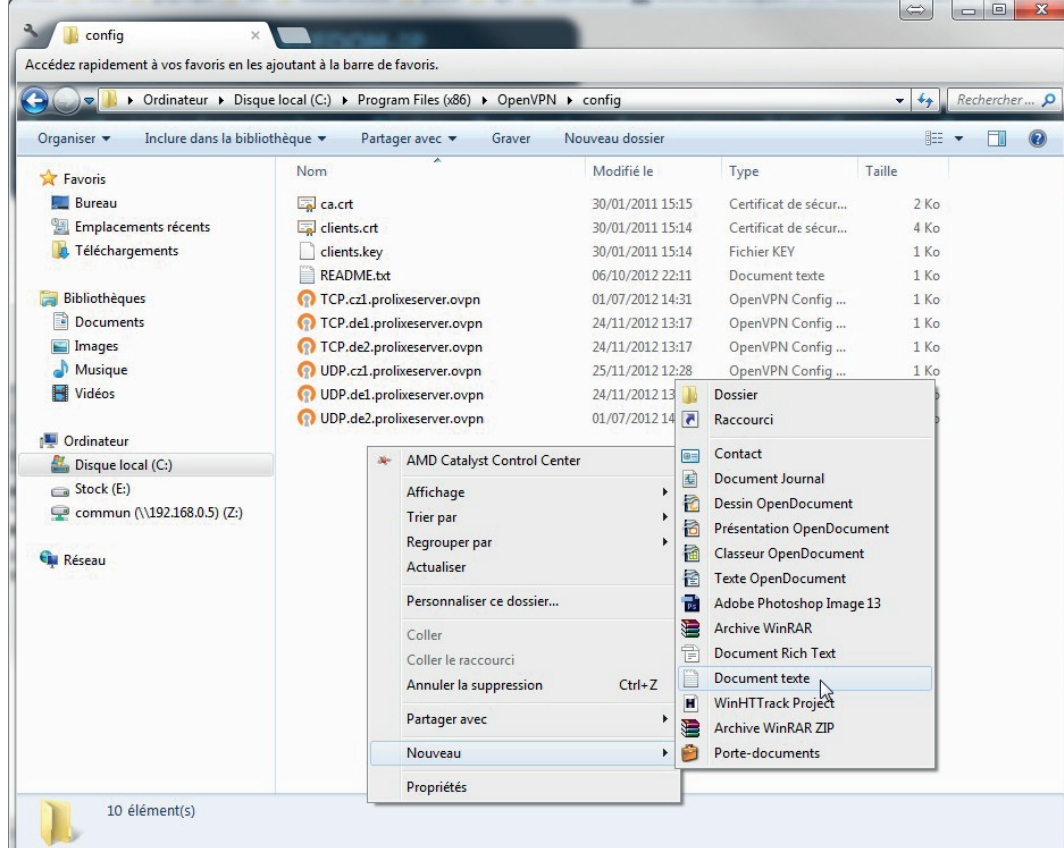 config
Accédez rapidement à vos favoris en les ajoutant à la barre de favoris.
Ordinateur Disque local (C:) Program Files (x86) OpenVPN config Rechercher ...
Organiser Inclure dans la bibliothèque Partager avec Graver Nouveau dossier
Nom Modifié le Type Taille
Favoris
Bureau
Emplacements récents
Téléchargements
Bibliothèques
Documents
Images
Musique
Vidéos
Ordinateur
Disque local (C:)
Stock (E:)
commun (\\192.168.0.5) (Z:)
Réseau
ca.crt 30/01/2011 15:15 Certificat de sécur... 2 Ko
clients.crt 30/01/2011 15:14 Certificat de sécur... 4 Ko
clients.key 30/01/2011 15:14 Fichier KEY 1 Ko
README.txt 06/10/2012 22:11 Document texte 1 Ko
TCP.cz1.prolixeserver.ovpn 01/07/2012 14:31 OpenVPN Config ... 1 Ko
TCP.de1.prolixeserver.ovpn 24/11/2012 13:17 OpenVPN Config ... 1 Ko
TCP.de2.prolixeserver.ovpn 24/11/2012 13:17 OpenVPN Config ... 1 Ko
UDP.cz1.prolixeserver.ovpn 25/11/2012 12:28 OpenVPN Config ... 1 Ko
UDP.de1.prolixeserver.ovpn 24/11/2012 13
UDP.de2.prolixeserver.ovpn 01/07/2012 14
AMD Catalyst Control Center
Affichage
Trier par
Regrouper par
Actualiser
Personnaliser ce dossier...
Coller
Coller le raccourci
Annuler la suppression Ctrl+Z
Partager avec
Nouveau
Propriétés
Dossier
Raccourci
Contact
Document Journal
Dessin OpenDocument
Présentation OpenDocument
Classeur OpenDocument
Texte OpenDocument
Adobe Photoshop Image 13
Archive WinRAR
Document Rich Text
Document texte
WinHTTrack Project
Archive WinRAR ZIP
Porte-documents
10 élément(s)